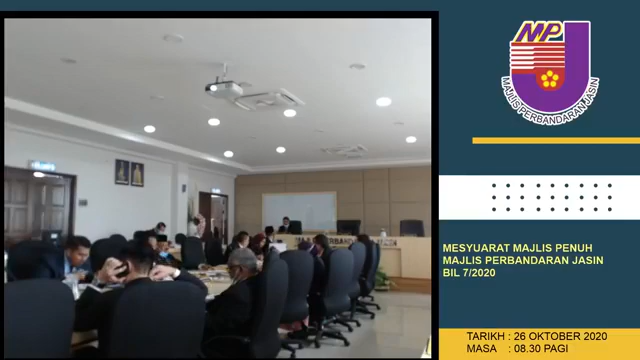 MPJ
MAJLIS PERBANDARAN JASIN
MESYUARAT MAJLIS PENUH
MAJLIS PERBANDARAN JASIN
BIL 7/2020
TARIKH : 26 OKTOBER 2020
MASA : 08.30 PAGI